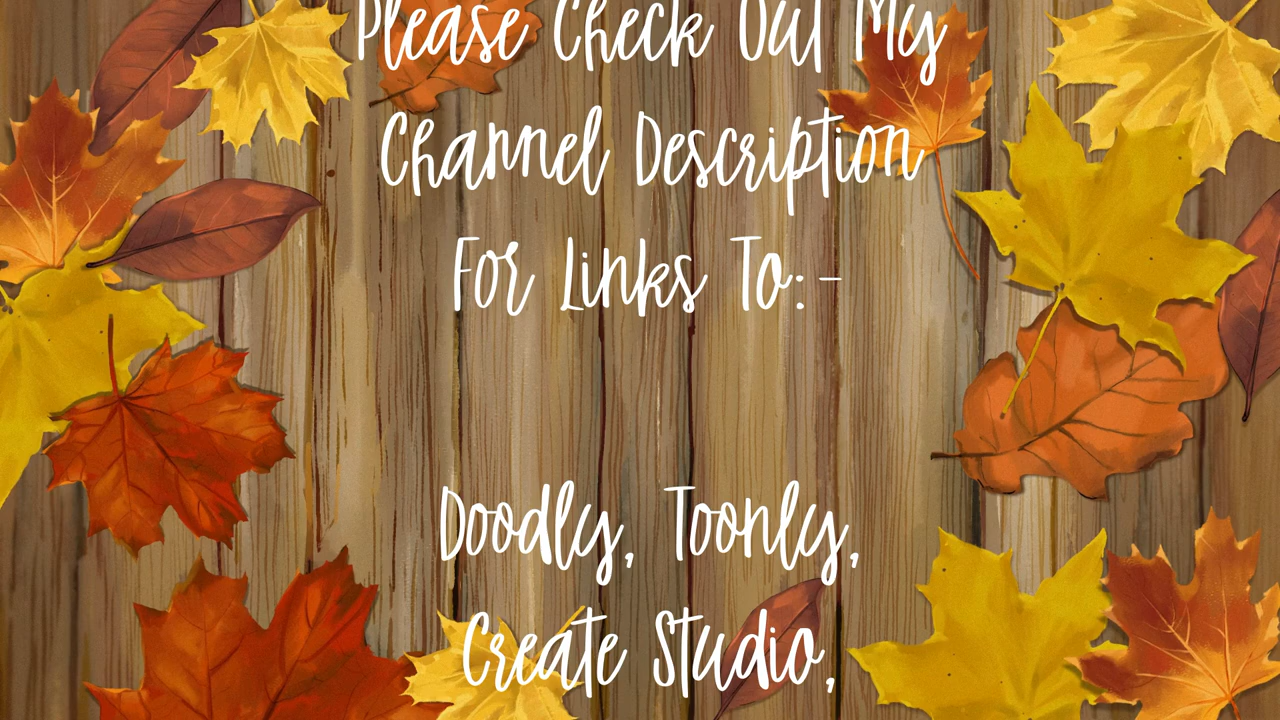 Please Check Out My
Channel Description
For Links To:-
Doodly, Toonly,
Create Studio,